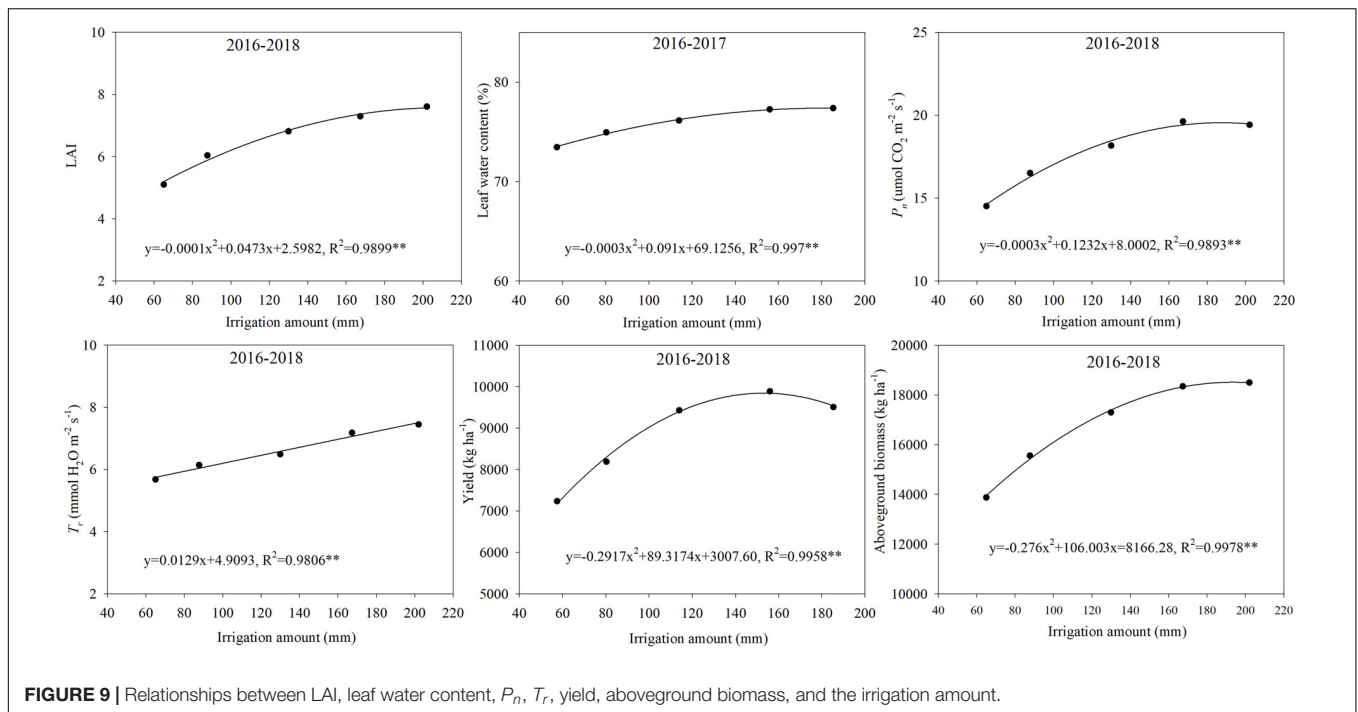 2016-2018
10
8
6
4
2
LAI
y=-0.0001x²+0.0473x+2.5982, R²=0.9899**
40 60 80 100 120 140 160 180 200 220
Irrigation amount (mm)
2016-2017
80
70
60
Leaf water content (%)
y=-0.0003x²+0.091x+69.1256, R²=0.997**
40 60 80 100 120 140 160 180 200 220
Irrigation amount (mm)
2016-2018
25
20
15
10
Pn (umol CO₂ m⁻² s⁻¹)
y=-0.0003x²+0.1232x+8.0002, R²=0.9893**
40 60 80 100 120 140 160 180 200 220
Irrigation amount (mm)
2016-2018
10
8
6
4
2
Tr (mmol H₂O m⁻² s⁻¹)
y=0.0129x+4.9093, R²=0.9806**
40 60 80 100 120 140 160 180 200 220
Irrigation amount (mm)
2016-2018
11000
10000
9000
8000
7000
6000
5000
Yield (kg ha⁻¹)
y=-0.2917x²+89.3174x+3007.60, R²=0.9958**
40 60 80 100 120 140 160 180 200 220
Irrigation amount (mm)
2016-2018
20000
18000
16000
14000
12000
10000
Aboveground biomass (kg ha⁻¹)
y=-0.276x²+106.003x=8166.28, R²=0.9978**
40 60 80 100 120 140 160 180 200 220
Irrigation amount (mm)
FIGURE 9 | Relationships between LAI, leaf water content, Pn, Tr, yield, aboveground biomass, and the irrigation amount.